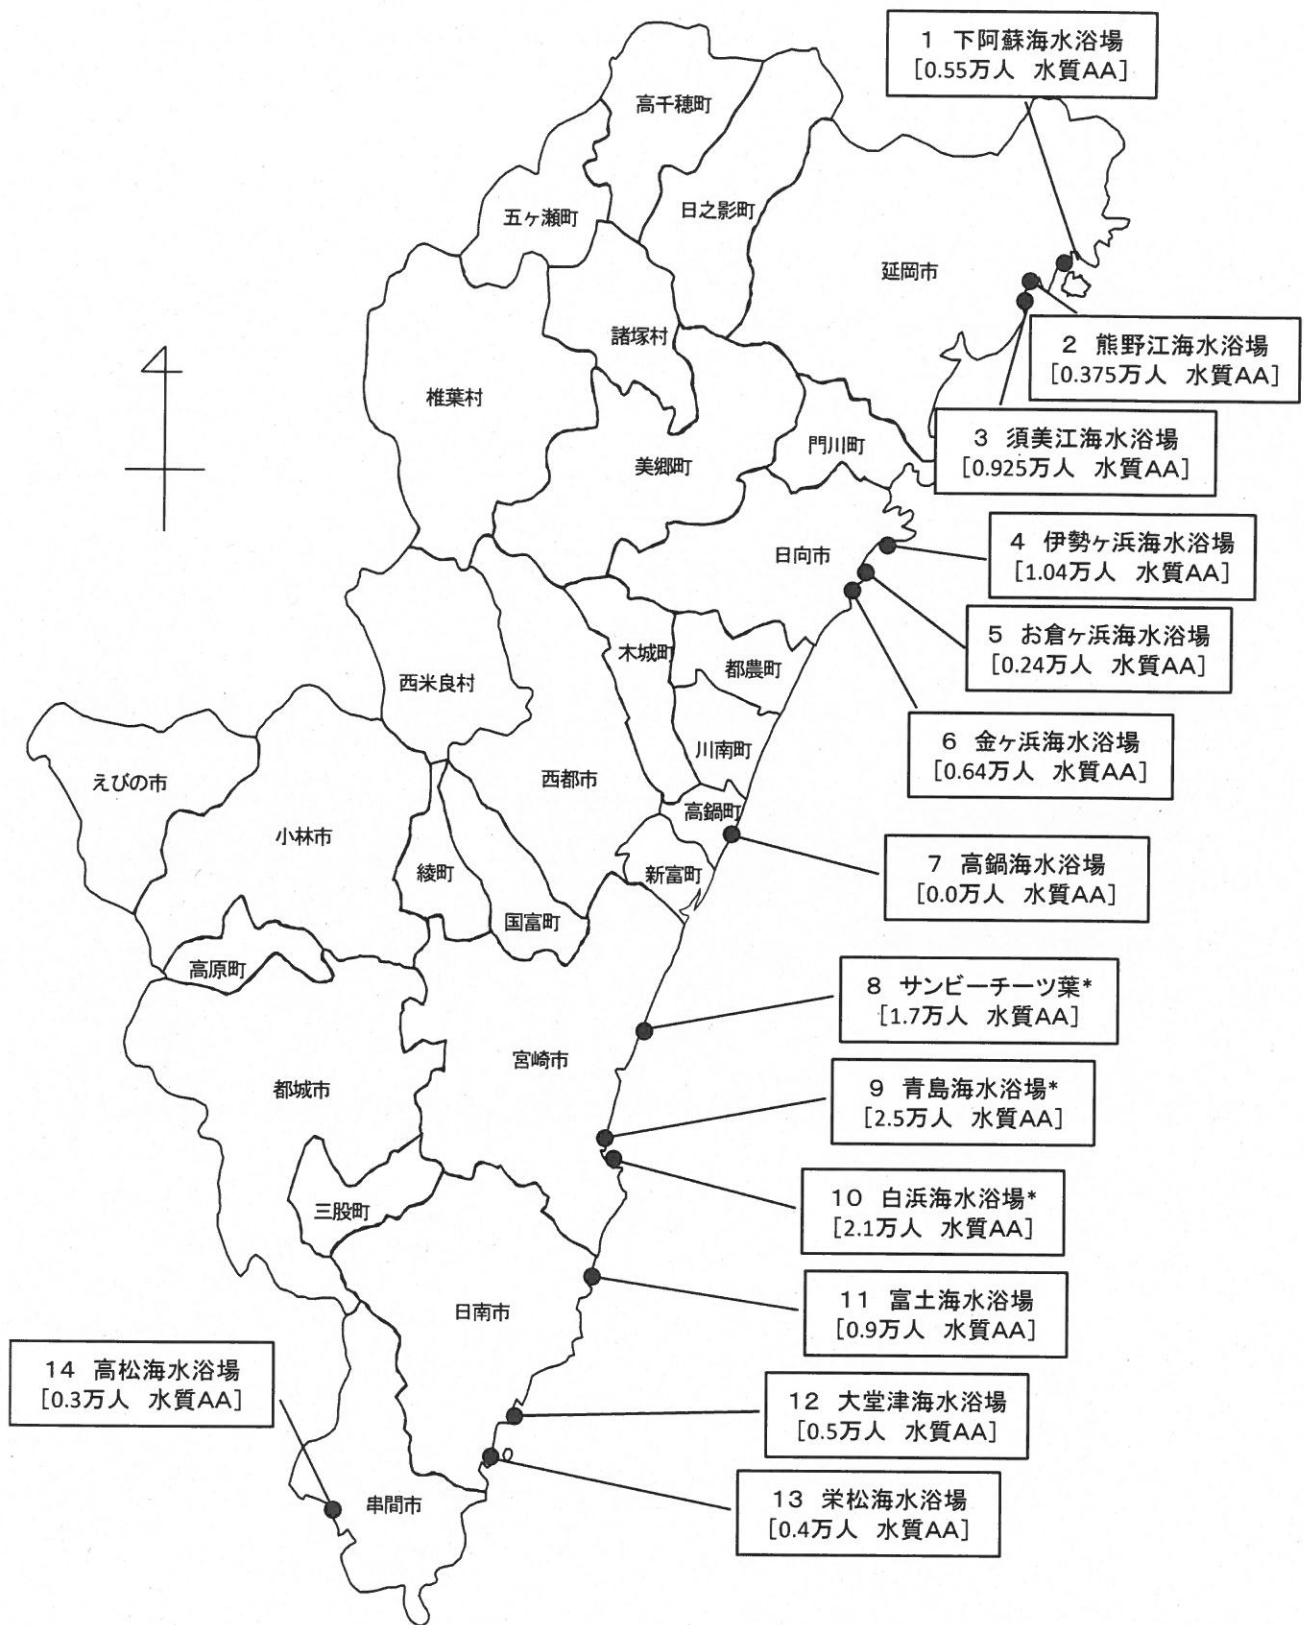 1 下阿蘇海水浴場
[0.55万人 水質AA]
高千穂町
日之影町
五ヶ瀬町
延岡市
諸塚村
2 熊野江海水浴場
[0.375万人 水質AA]
椎葉村
3 須美江海水浴場
[0.925万人 水質AA]
門川町
美郷町
4 伊勢ヶ浜海水浴場
[1.04万人 水質AA]
日向市
5 お倉ヶ浜海水浴場
[0.24万人 水質AA]
木城町
都農町
西米良村
6 金ヶ浜海水浴場
[0.64万人 水質AA]
川南町
えびの市
西都市
高鍋町
小林市
7 高鍋海水浴場
[0.0万人 水質AA]
綾町
新富町
国富町
高原町
8 サンビーチーツ葉*
[1.7万人 水質AA]
宮崎市
都城市
9 青島海水浴場*
[2.5万人 水質AA]
10 白浜海水浴場*
[2.1万人 水質AA]
三股町
11 富土海水浴場
[0.9万人 水質AA]
日南市
14 高松海水浴場
[0.3万人 水質AA]
12 大堂津海水浴場
[0.5万人 水質AA]
13 栄松海水浴場
[0.4万人 水質AA]
串間市